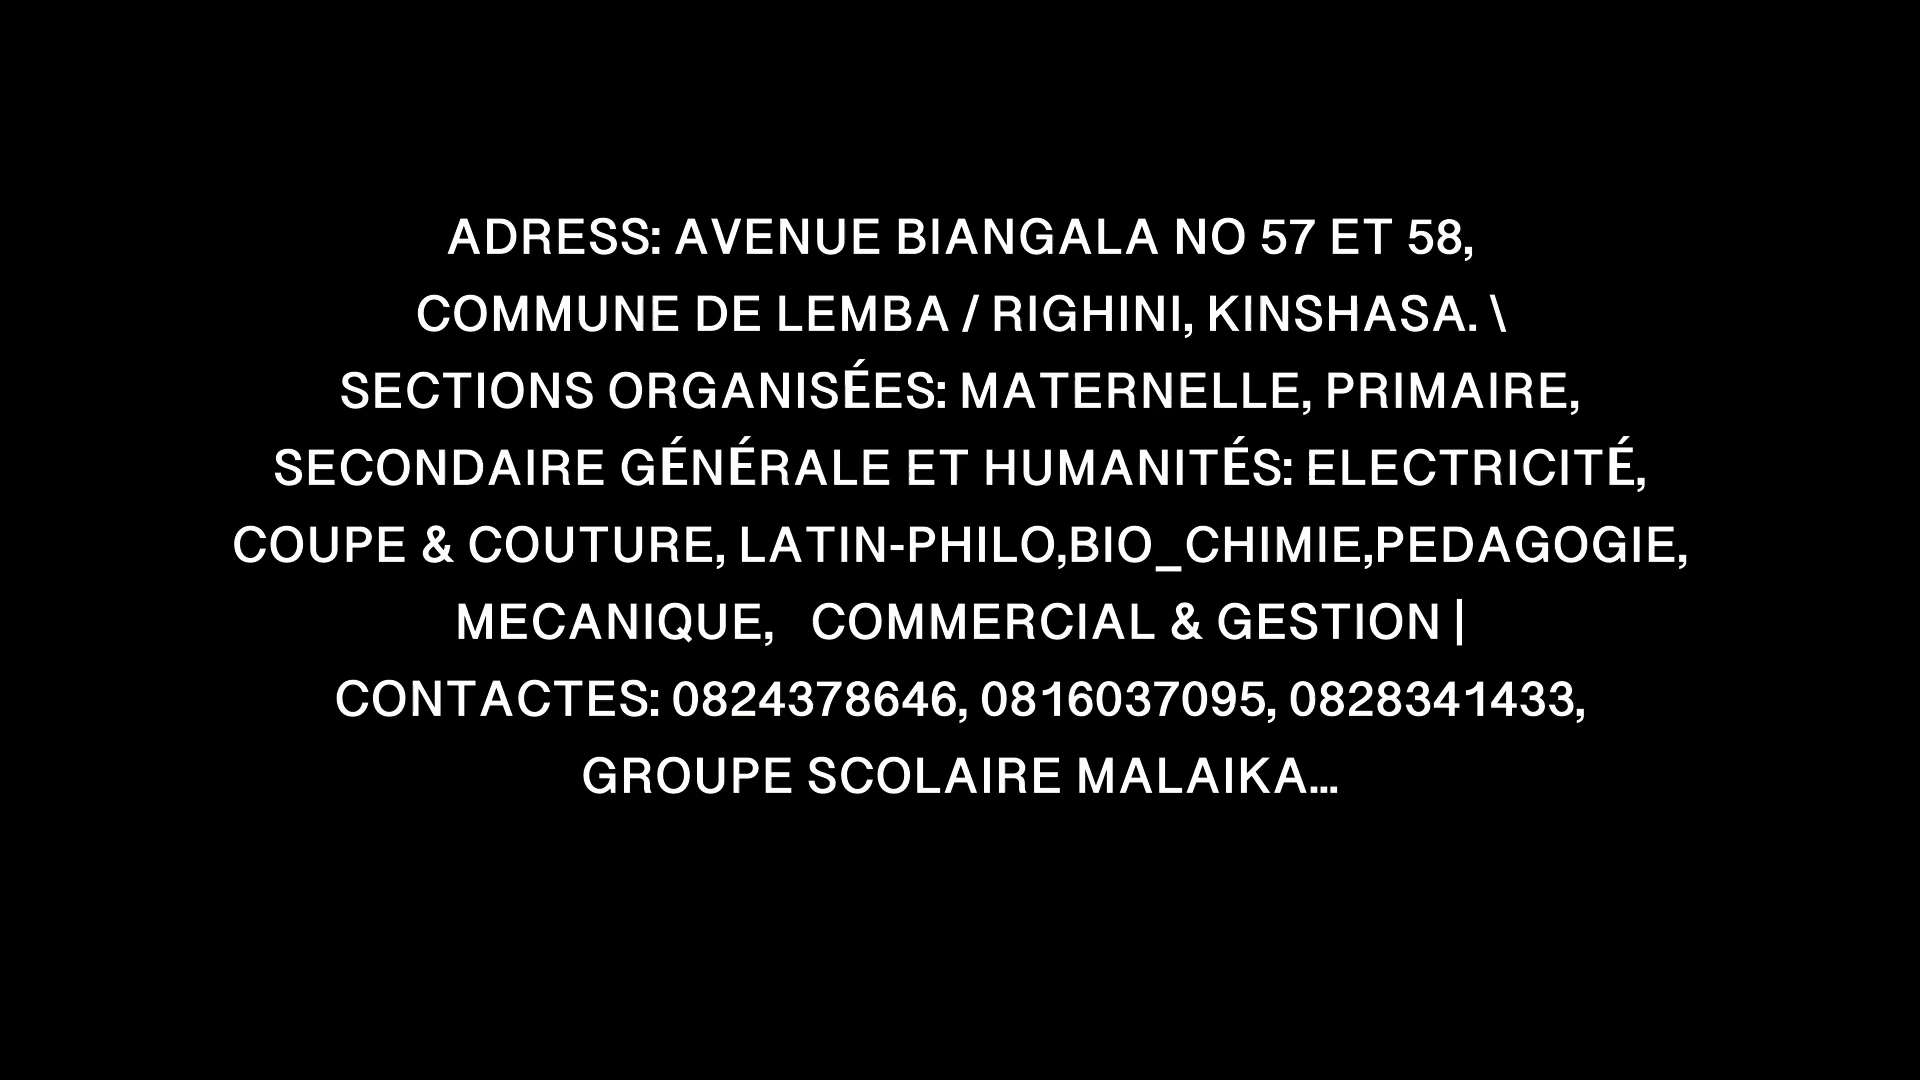 ADRESS: AVENUE BIANGALA NO 57 ET 58,
COMMUNE DE LEMBA / RIGHINI, KINSHASA. \
SECTIONS ORGANISÉES: MATERNELLE, PRIMAIRE,
SECONDAIRE GÉNÉRALE ET HUMANITÉS: ELECTRICITÉ,
COUPE & COUTURE, LATIN-PHILO,BIO_CHIMIE,PEDAGOGIE,
MECANIQUE,   COMMERCIAL & GESTION |
CONTACTES: 0824378646, 0816037095, 0828341433,
GROUPE SCOLAIRE MALAIKA...